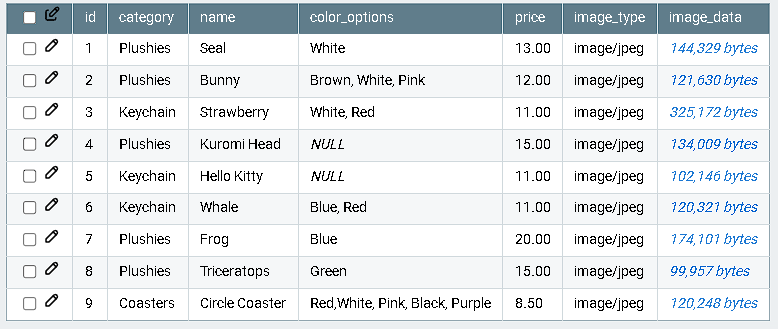 id category name color_options price image_type image_data
1 Plushies Seal White 13.00 image/jpeg 144,329 bytes
2 Plushies Bunny Brown, White, Pink 12.00 image/jpeg 121,630 bytes
3 Keychain Strawberry White, Red 11.00 image/jpeg 325,172 bytes
4 Plushies Kuromi Head NULL 15.00 image/jpeg 134,009 bytes
5 Keychain Hello Kitty NULL 11.00 image/jpeg 102,146 bytes
6 Keychain Whale Blue, Red 11.00 image/jpeg 120,321 bytes
7 Plushies Frog Blue 20.00 image/jpeg 174,101 bytes
8 Plushies Triceratops Green 15.00 image/jpeg 99,957 bytes
9 Coasters Circle Coaster Red,White, Pink, Black, Purple 8.50 image/jpeg 120,248 bytes